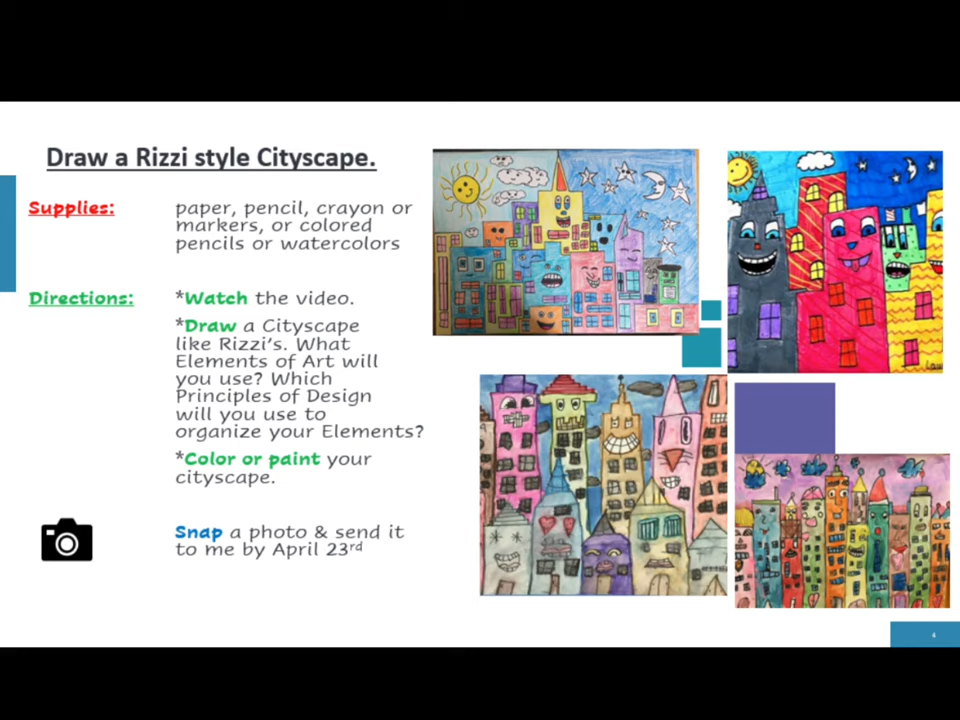 Draw a Rizzi style Cityscape.
Supplies:
paper, pencil, crayon or
markers, or colored
pencils or watercolors
Directions:
*Watch the video.
*Draw a Cityscape
like Rizzi's. What
Elements of Art will
you use? Which
Principles of Design
will you use to
organize your Elements?
*Color or paint your
cityscape.
Snap a photo & send it
to me by April 23rd
4